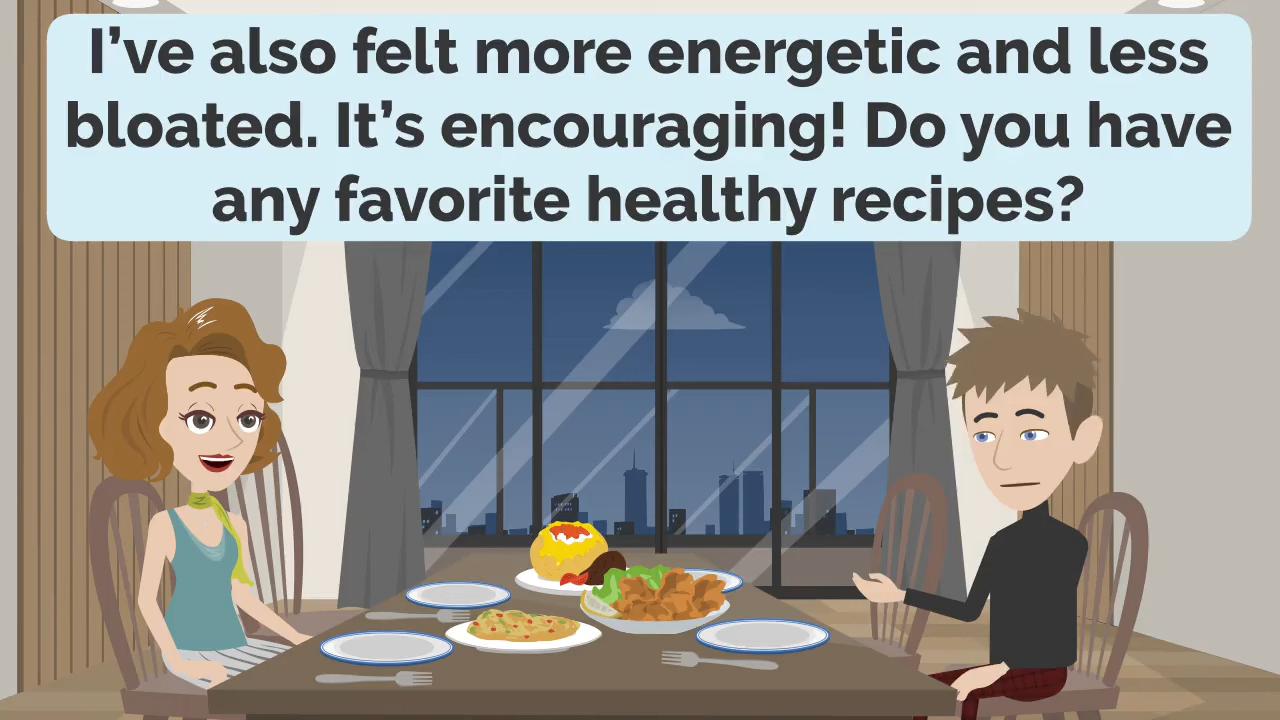 I’ve also felt more energetic and less
bloated. It’s encouraging! Do you have
any favorite healthy recipes?